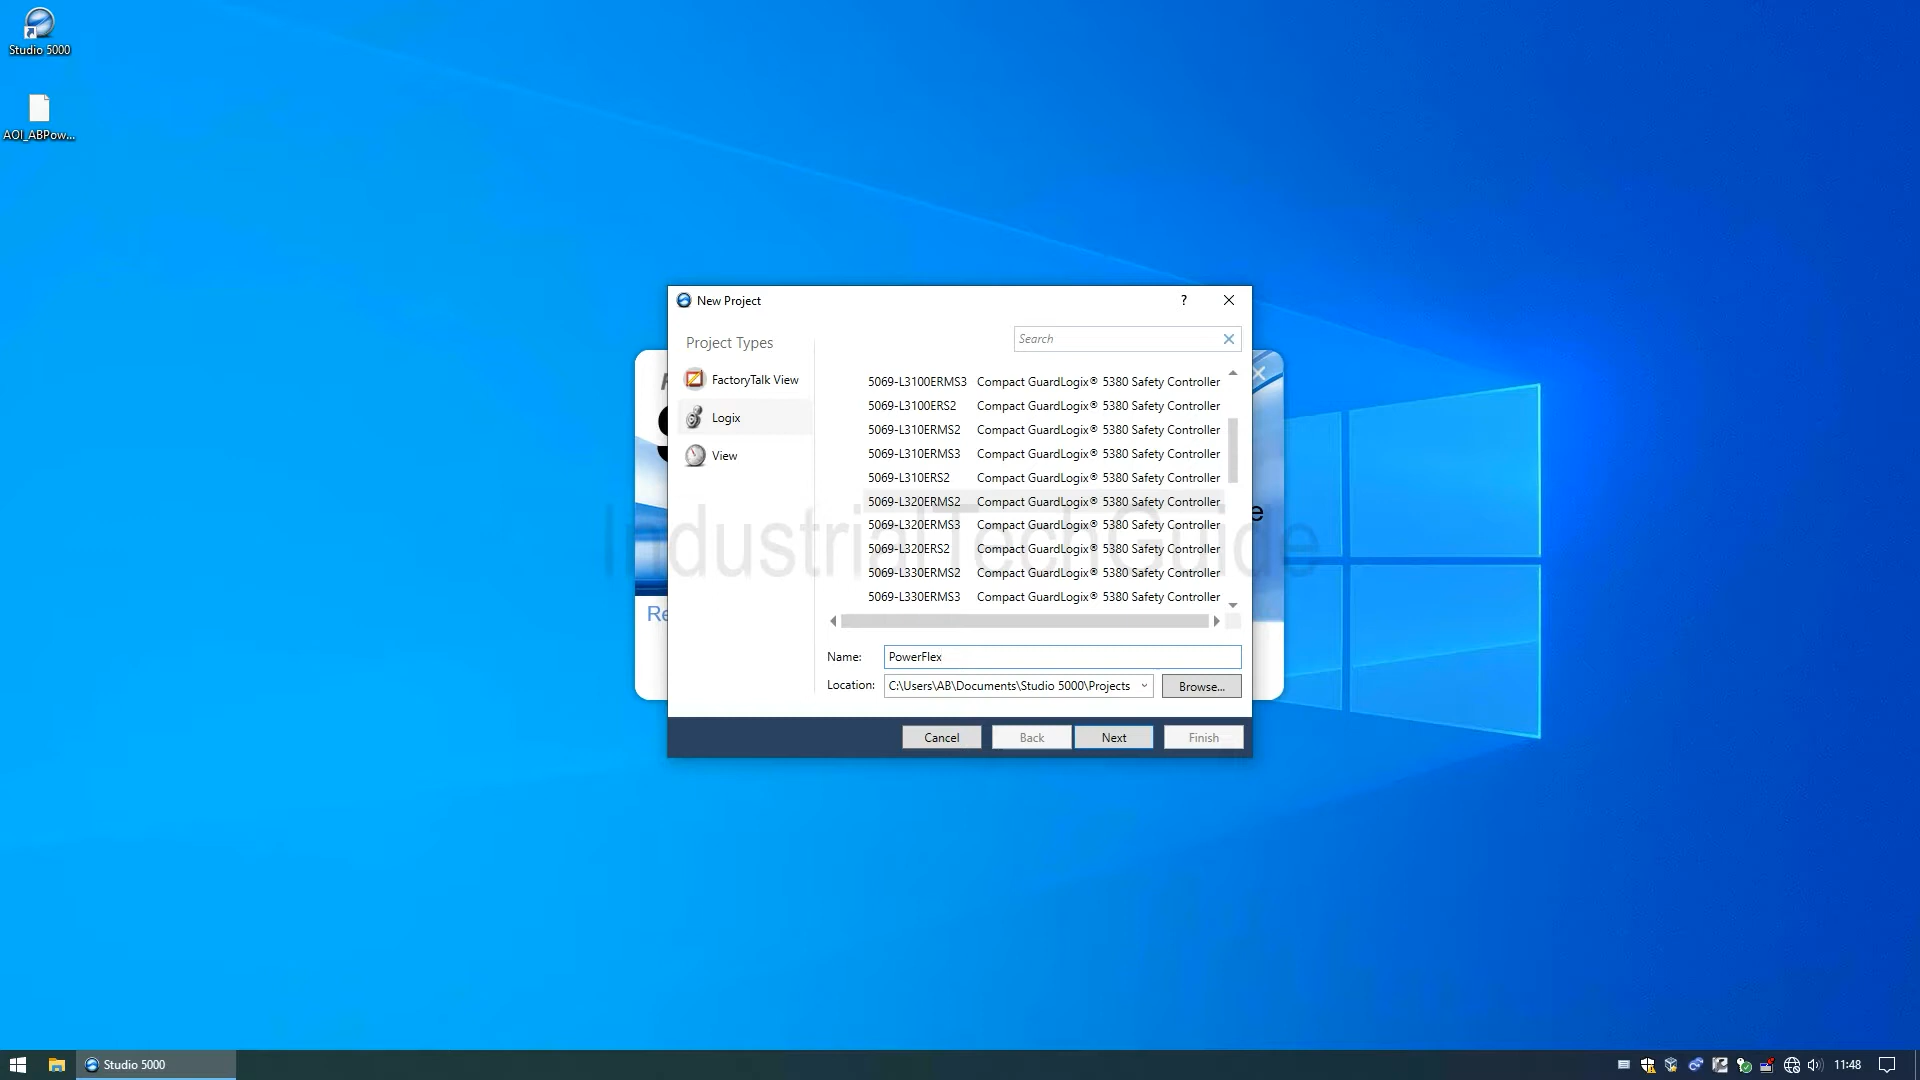 Studio 5000
AOI_ABPow...
New Project
?
Project Types
Search
FactoryTalk View
Logix
View
5069-L3100ERMS3 Compact GuardLogix® 5380 Safety Controller
5069-L3100ERS2 Compact GuardLogix® 5380 Safety Controller
5069-L310ERMS2 Compact GuardLogix® 5380 Safety Controller
5069-L310ERMS3 Compact GuardLogix® 5380 Safety Controller
5069-L310ERS2 Compact GuardLogix® 5380 Safety Controller
5069-L320ERMS2 Compact GuardLogix® 5380 Safety Controller
5069-L320ERMS3 Compact GuardLogix® 5380 Safety Controller
5069-L320ERS2 Compact GuardLogix® 5380 Safety Controller
5069-L330ERMS2 Compact GuardLogix® 5380 Safety Controller
5069-L330ERMS3 Compact GuardLogix® 5380 Safety Controller
IndustrialTechGuide
Re
e
Name: PowerFlex
Location: C:\Users\AB\Documents\Studio 5000\Projects Browse...
Cancel Back Next Finish
Studio 5000
11:48